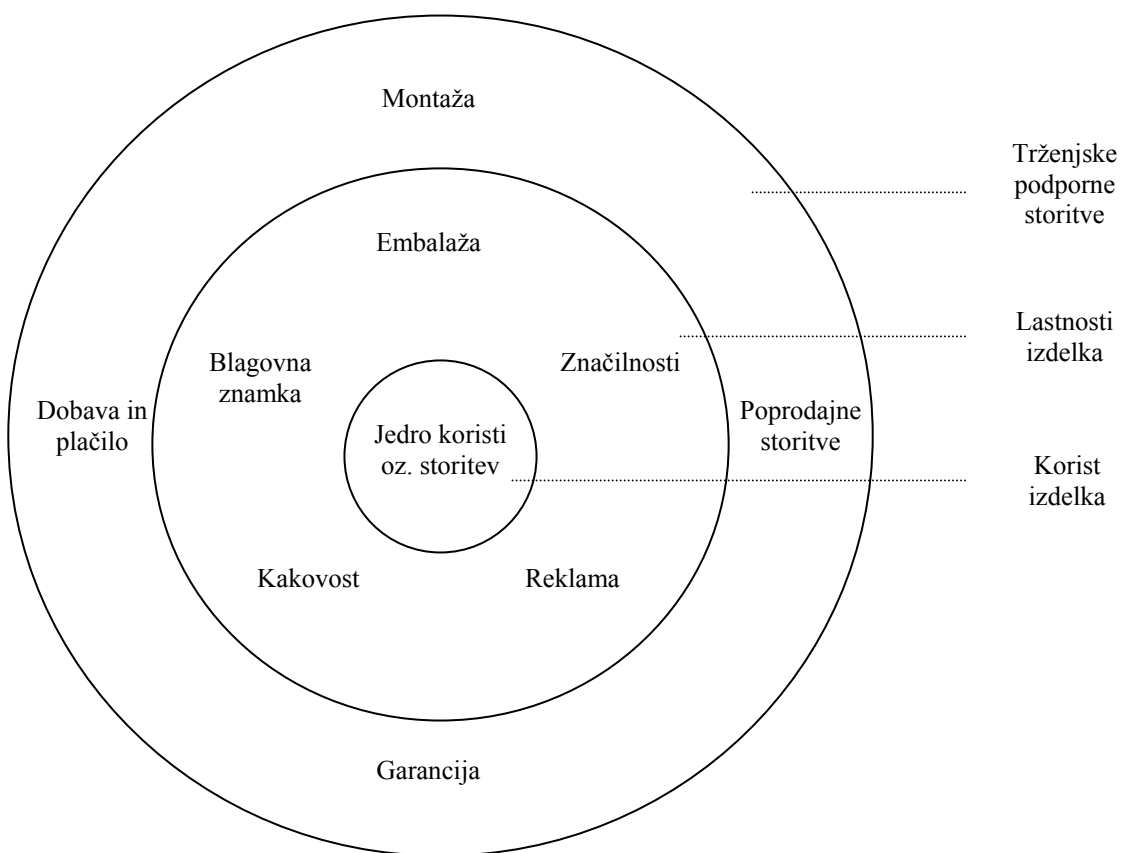 Montaža
Trženjske
podporne
storitve
Embalaža
Lastnosti
izdelka
Blagovna
znamka
Značilnosti
Dobava in
plačilo
Jedro koristi
oz. storitev
Poprodajne
storitve
Korist
izdelka
Kakovost
Reklama
Garancija